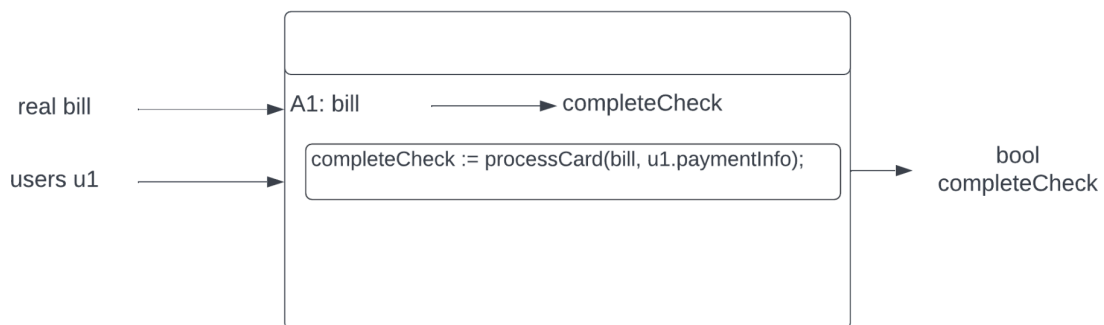 real bill
A1: bill
completeCheck
completeCheck := processCard(bill, u1.paymentInfo);
users u1
bool
completeCheck